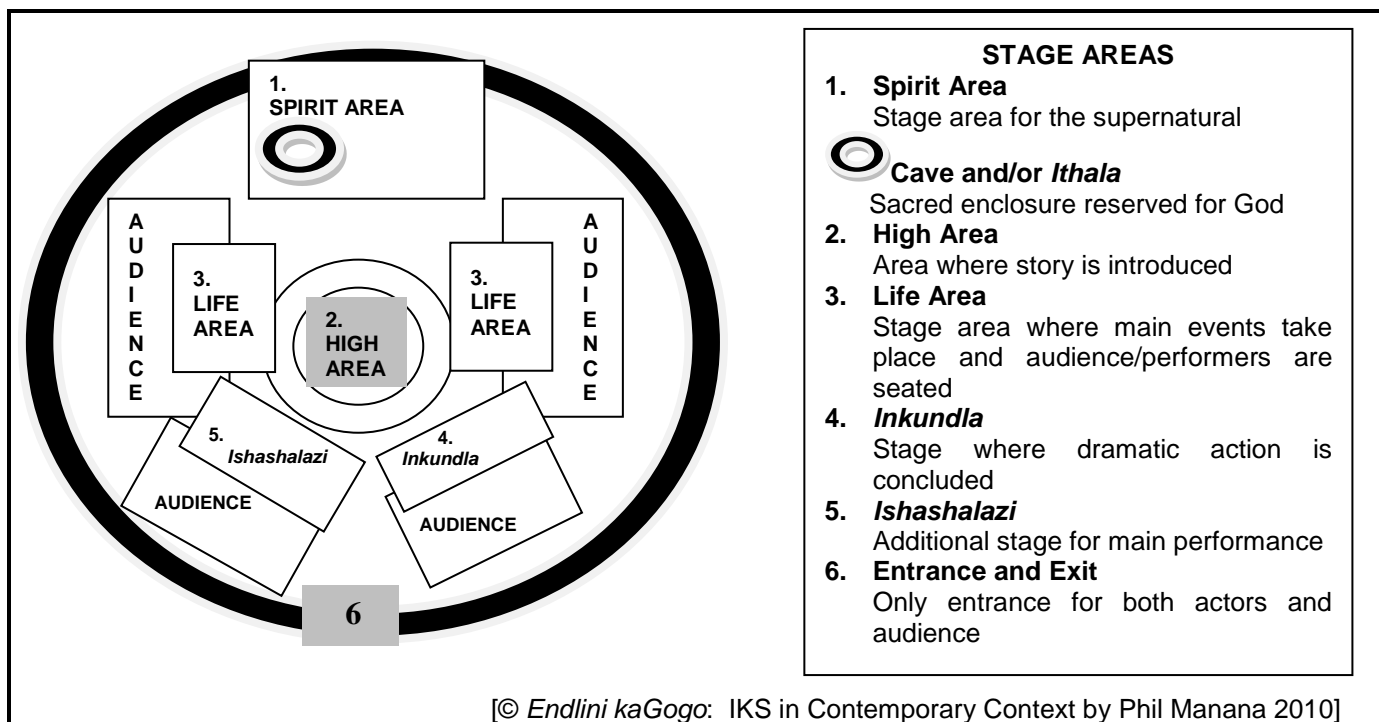 1.
SPIRIT AREA
A
U
D
I
E
N
C
E
3.
LIFE
AREA
2.
HIGH
AREA
3.
LIFE
AREA
A
U
D
I
E
N
C
E
5.
Ishashalazi
AUDIENCE
4.
Inkundla
AUDIENCE
6
STAGE AREAS
1. Spirit Area
Stage area for the supernatural
Cave and/or Ithala
Sacred enclosure reserved for God
2. High Area
Area where story is introduced
3. Life Area
Stage area where main events take
place and audience/performers are
seated
4. Inkundla
Stage where dramatic action is
concluded
5. Ishashalazi
Additional stage for main performance
6. Entrance and Exit
Only entrance for both actors and
audience
[© Endlini kaGogo: IKS in Contemporary Context by Phil Manana 2010]